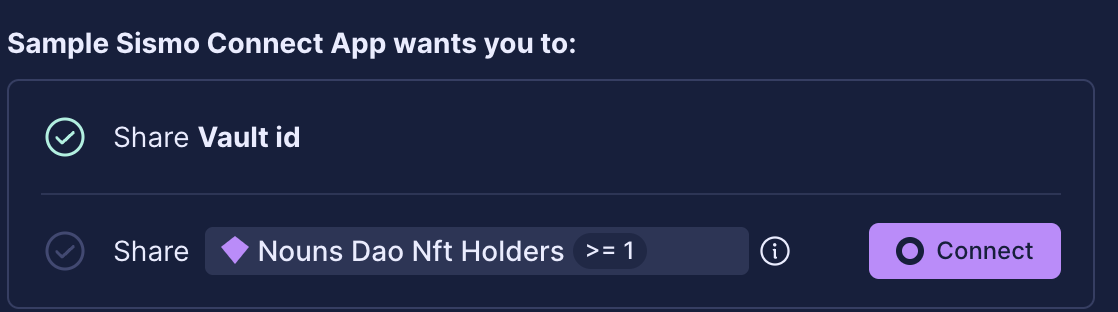 Sample Sismo Connect App wants you to:
Share Vault id
Share Nouns Dao Nft Holders >= 1 Connect